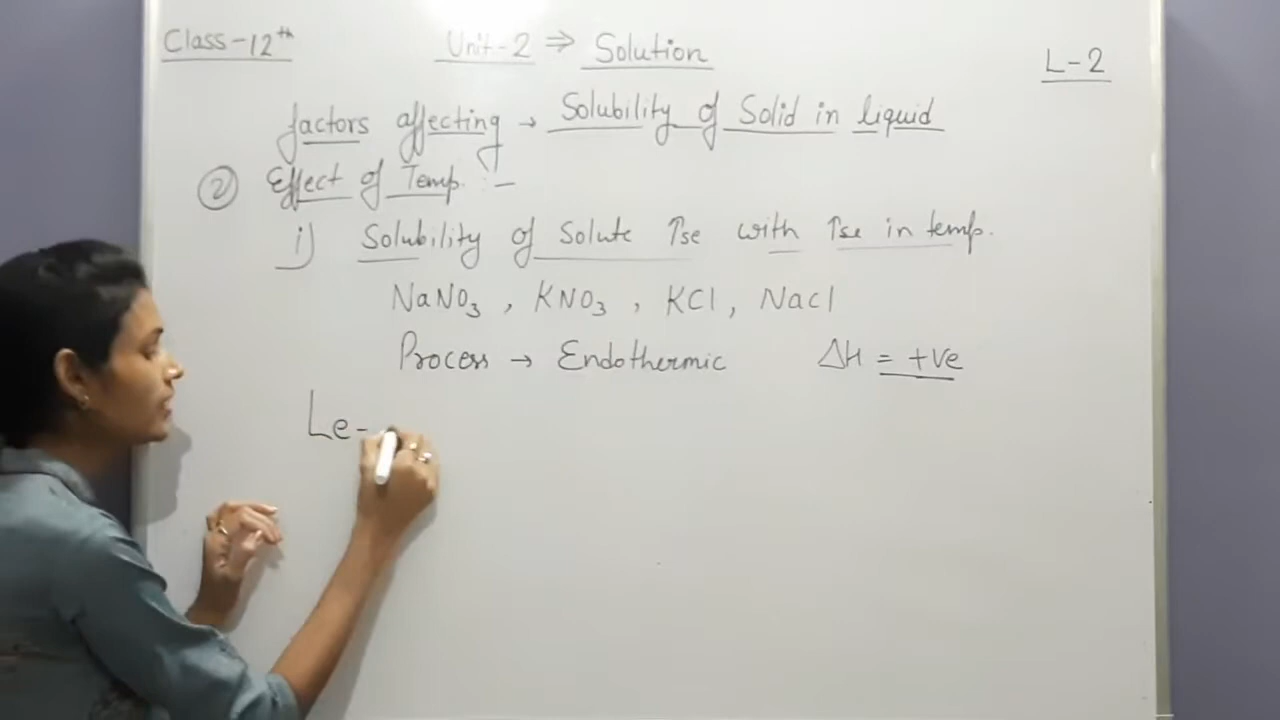 Class-12th
Unit-2 ⇒ Solution
L-2
factors affecting → Solubility of Solid in liquid
② Effect of Temp. :-
i) Solubility of Solute ↑se with ↑se in temp.
NaNO₃, KNO₃, KCl, Nacl
Process → Endothermic ΔH = +ve
Le-